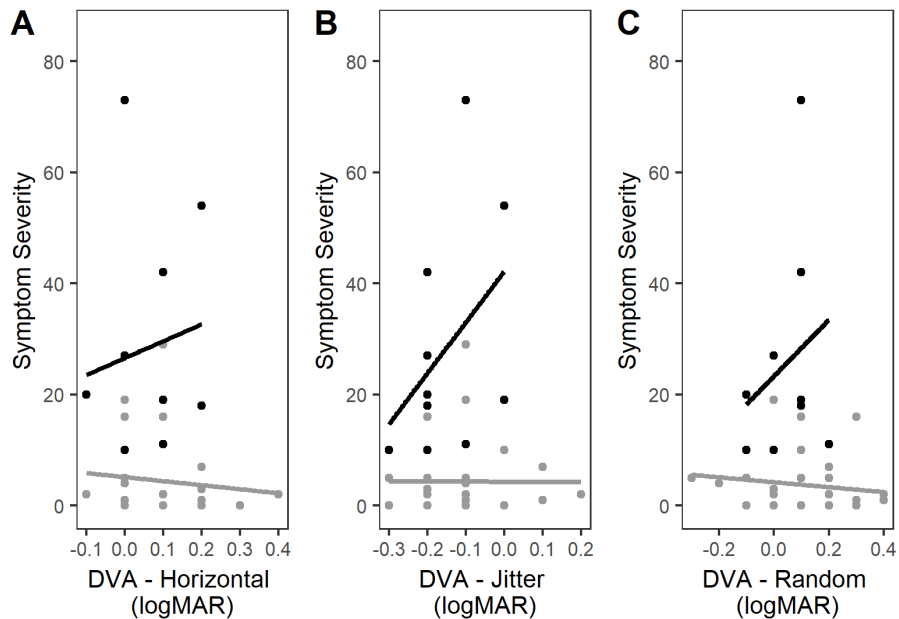 A
B
C
Symptom Severity
80
60
40
20
0
-0.1 0.0 0.1 0.2 0.3 0.4
DVA - Horizontal
(logMAR)
Symptom Severity
80
60
40
20
0
-0.3 -0.2 -0.1 0.0 0.1 0.2
DVA - Jitter
(logMAR)
Symptom Severity
80
60
40
20
0
-0.2 0.0 0.2 0.4
DVA - Random
(logMAR)